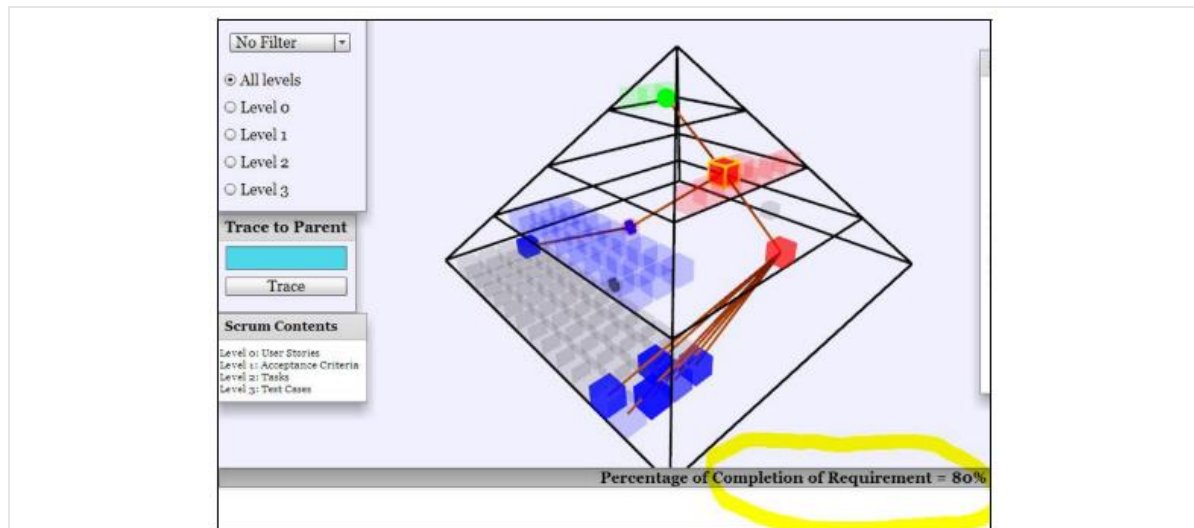 No Filter
All levels
Level 0
Level 1
Level 2
Level 3
Trace to Parent
Trace
Scrum Contents
Level 0: User Stories
Level 1: Acceptance Criteria
Level 2: Tasks
Level 3: Test Cases
Percentage of Completion of Requirement = 80%